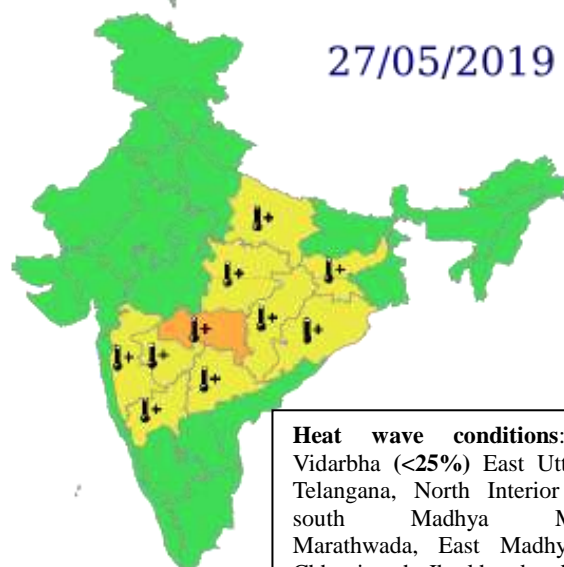 27/05/2019
Heat wave conditions:
Vidarbha (<25%) East Utt
Telangana, North Interior
south Madhya M
Marathwada, East Madhy